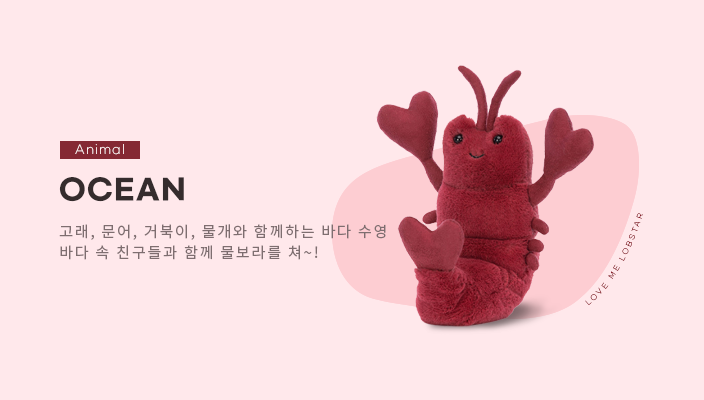 Animal
OCEAN
고래, 문어, 거북이, 물개와 함께하는 바다 수영
바다 속 친구들과 함께 물보라를 쳐~!
LOVE ME LOBSTAR